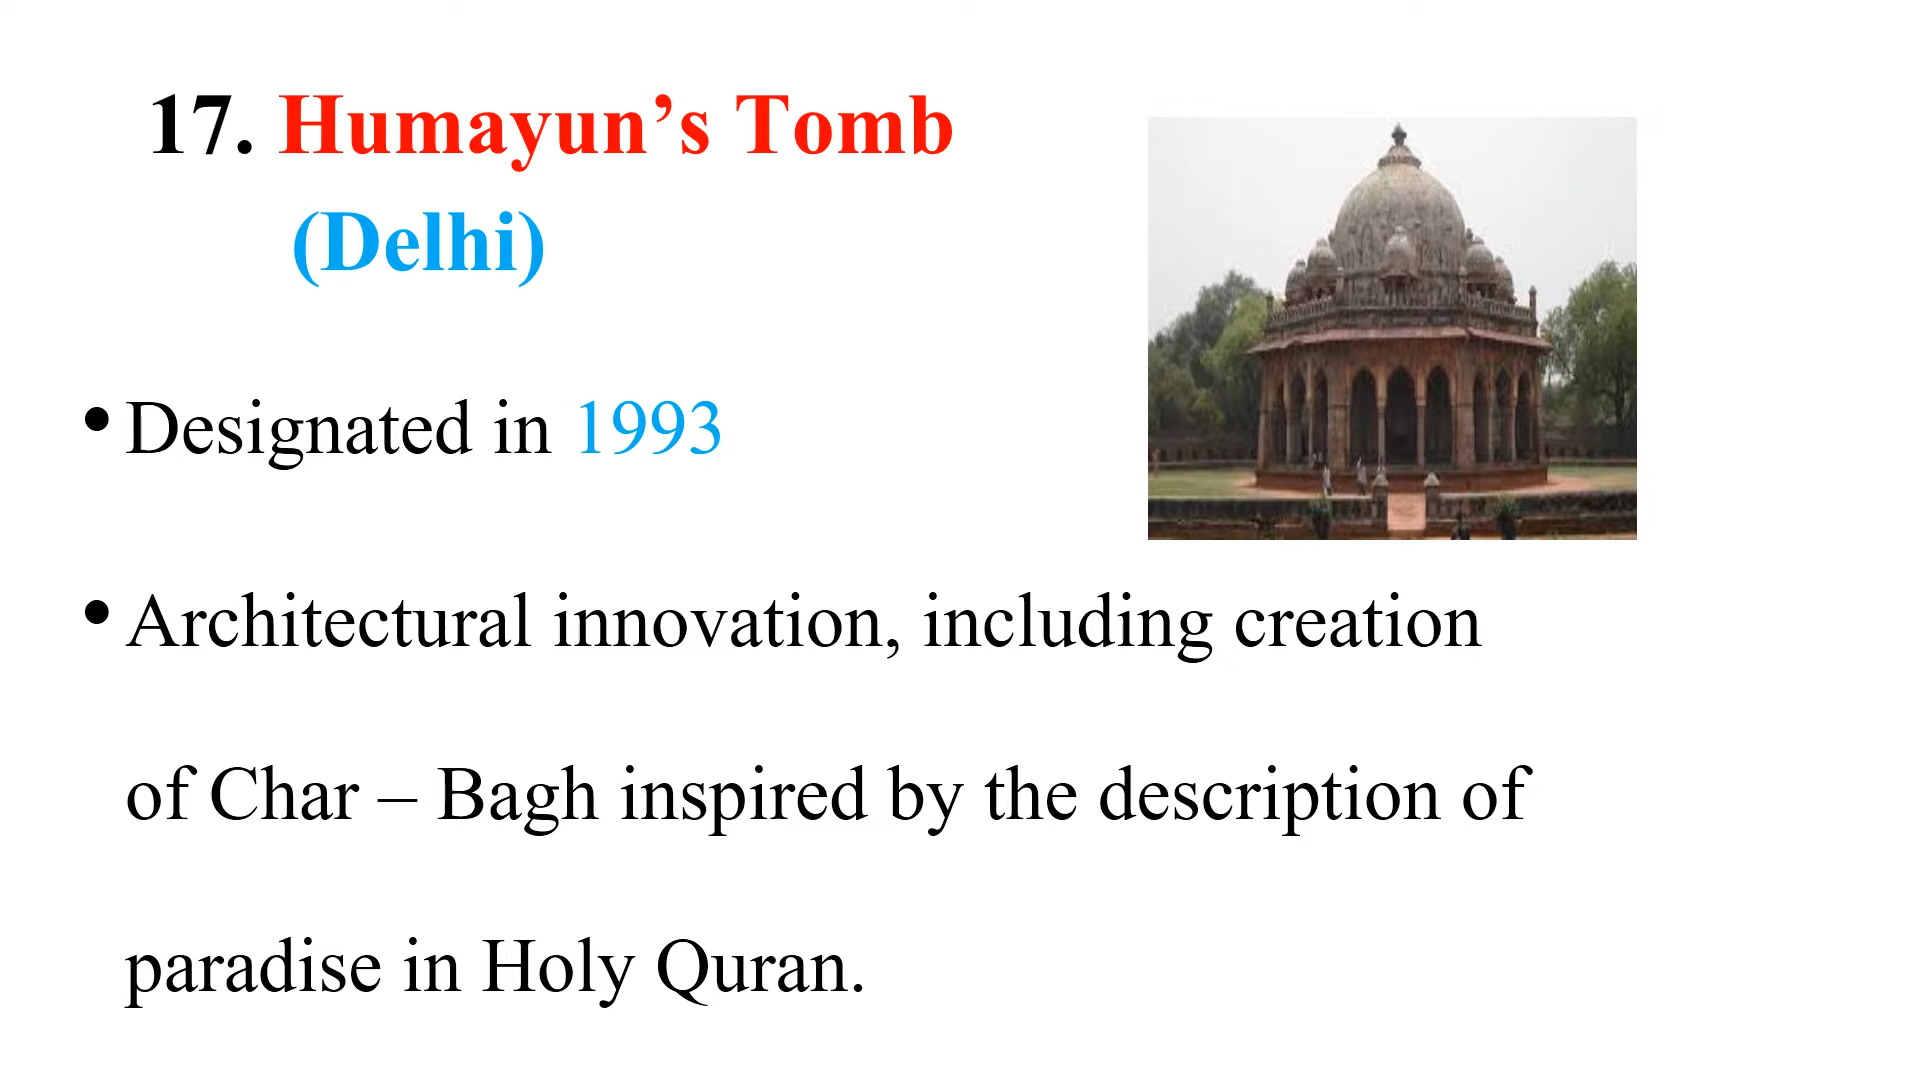 17. Humayun’s Tomb
(Delhi)
• Designated in 1993
• Architectural innovation, including creation
of Char – Bagh inspired by the description of
paradise in Holy Quran.